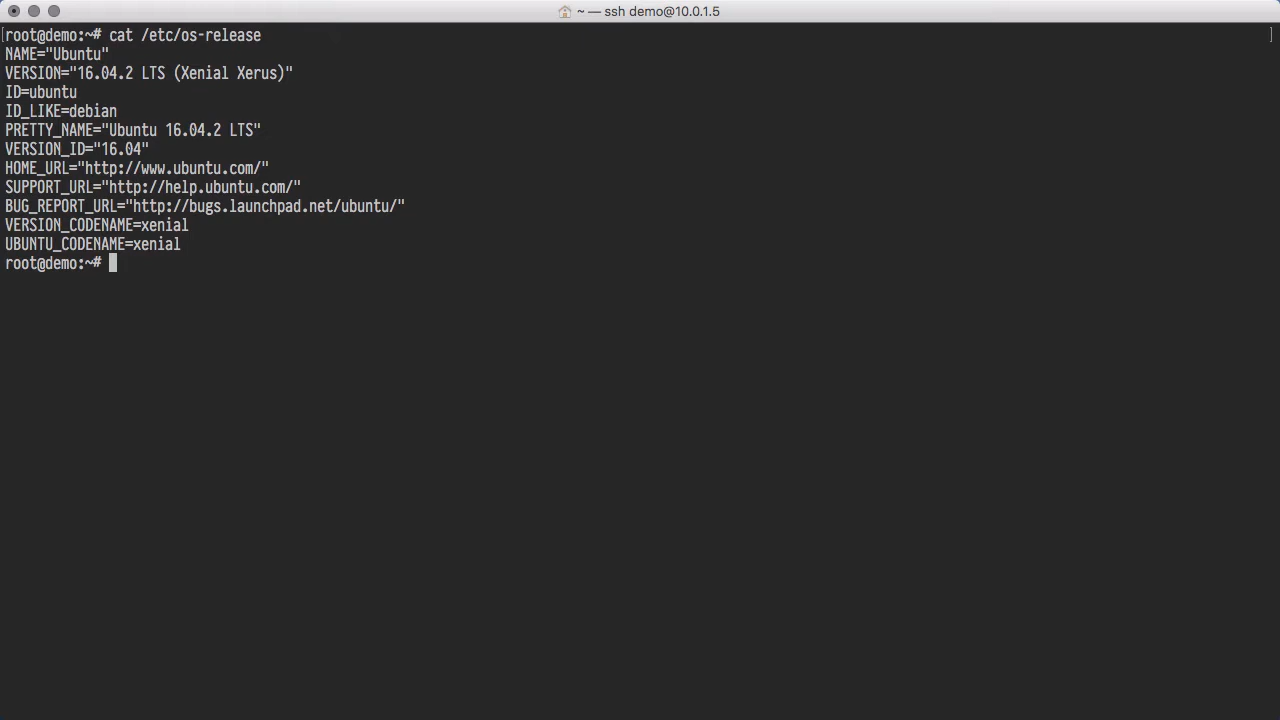 ~ — ssh demo@10.0.1.5
[root@demo:~# cat /etc/os-release ]
NAME="Ubuntu"
VERSION="16.04.2 LTS (Xenial Xerus)"
ID=ubuntu
ID_LIKE=debian
PRETTY_NAME="Ubuntu 16.04.2 LTS"
VERSION_ID="16.04"
HOME_URL="http://www.ubuntu.com/"
SUPPORT_URL="http://help.ubuntu.com/"
BUG_REPORT_URL="http://bugs.launchpad.net/ubuntu/"
VERSION_CODENAME=xenial
UBUNTU_CODENAME=xenial
root@demo:~#